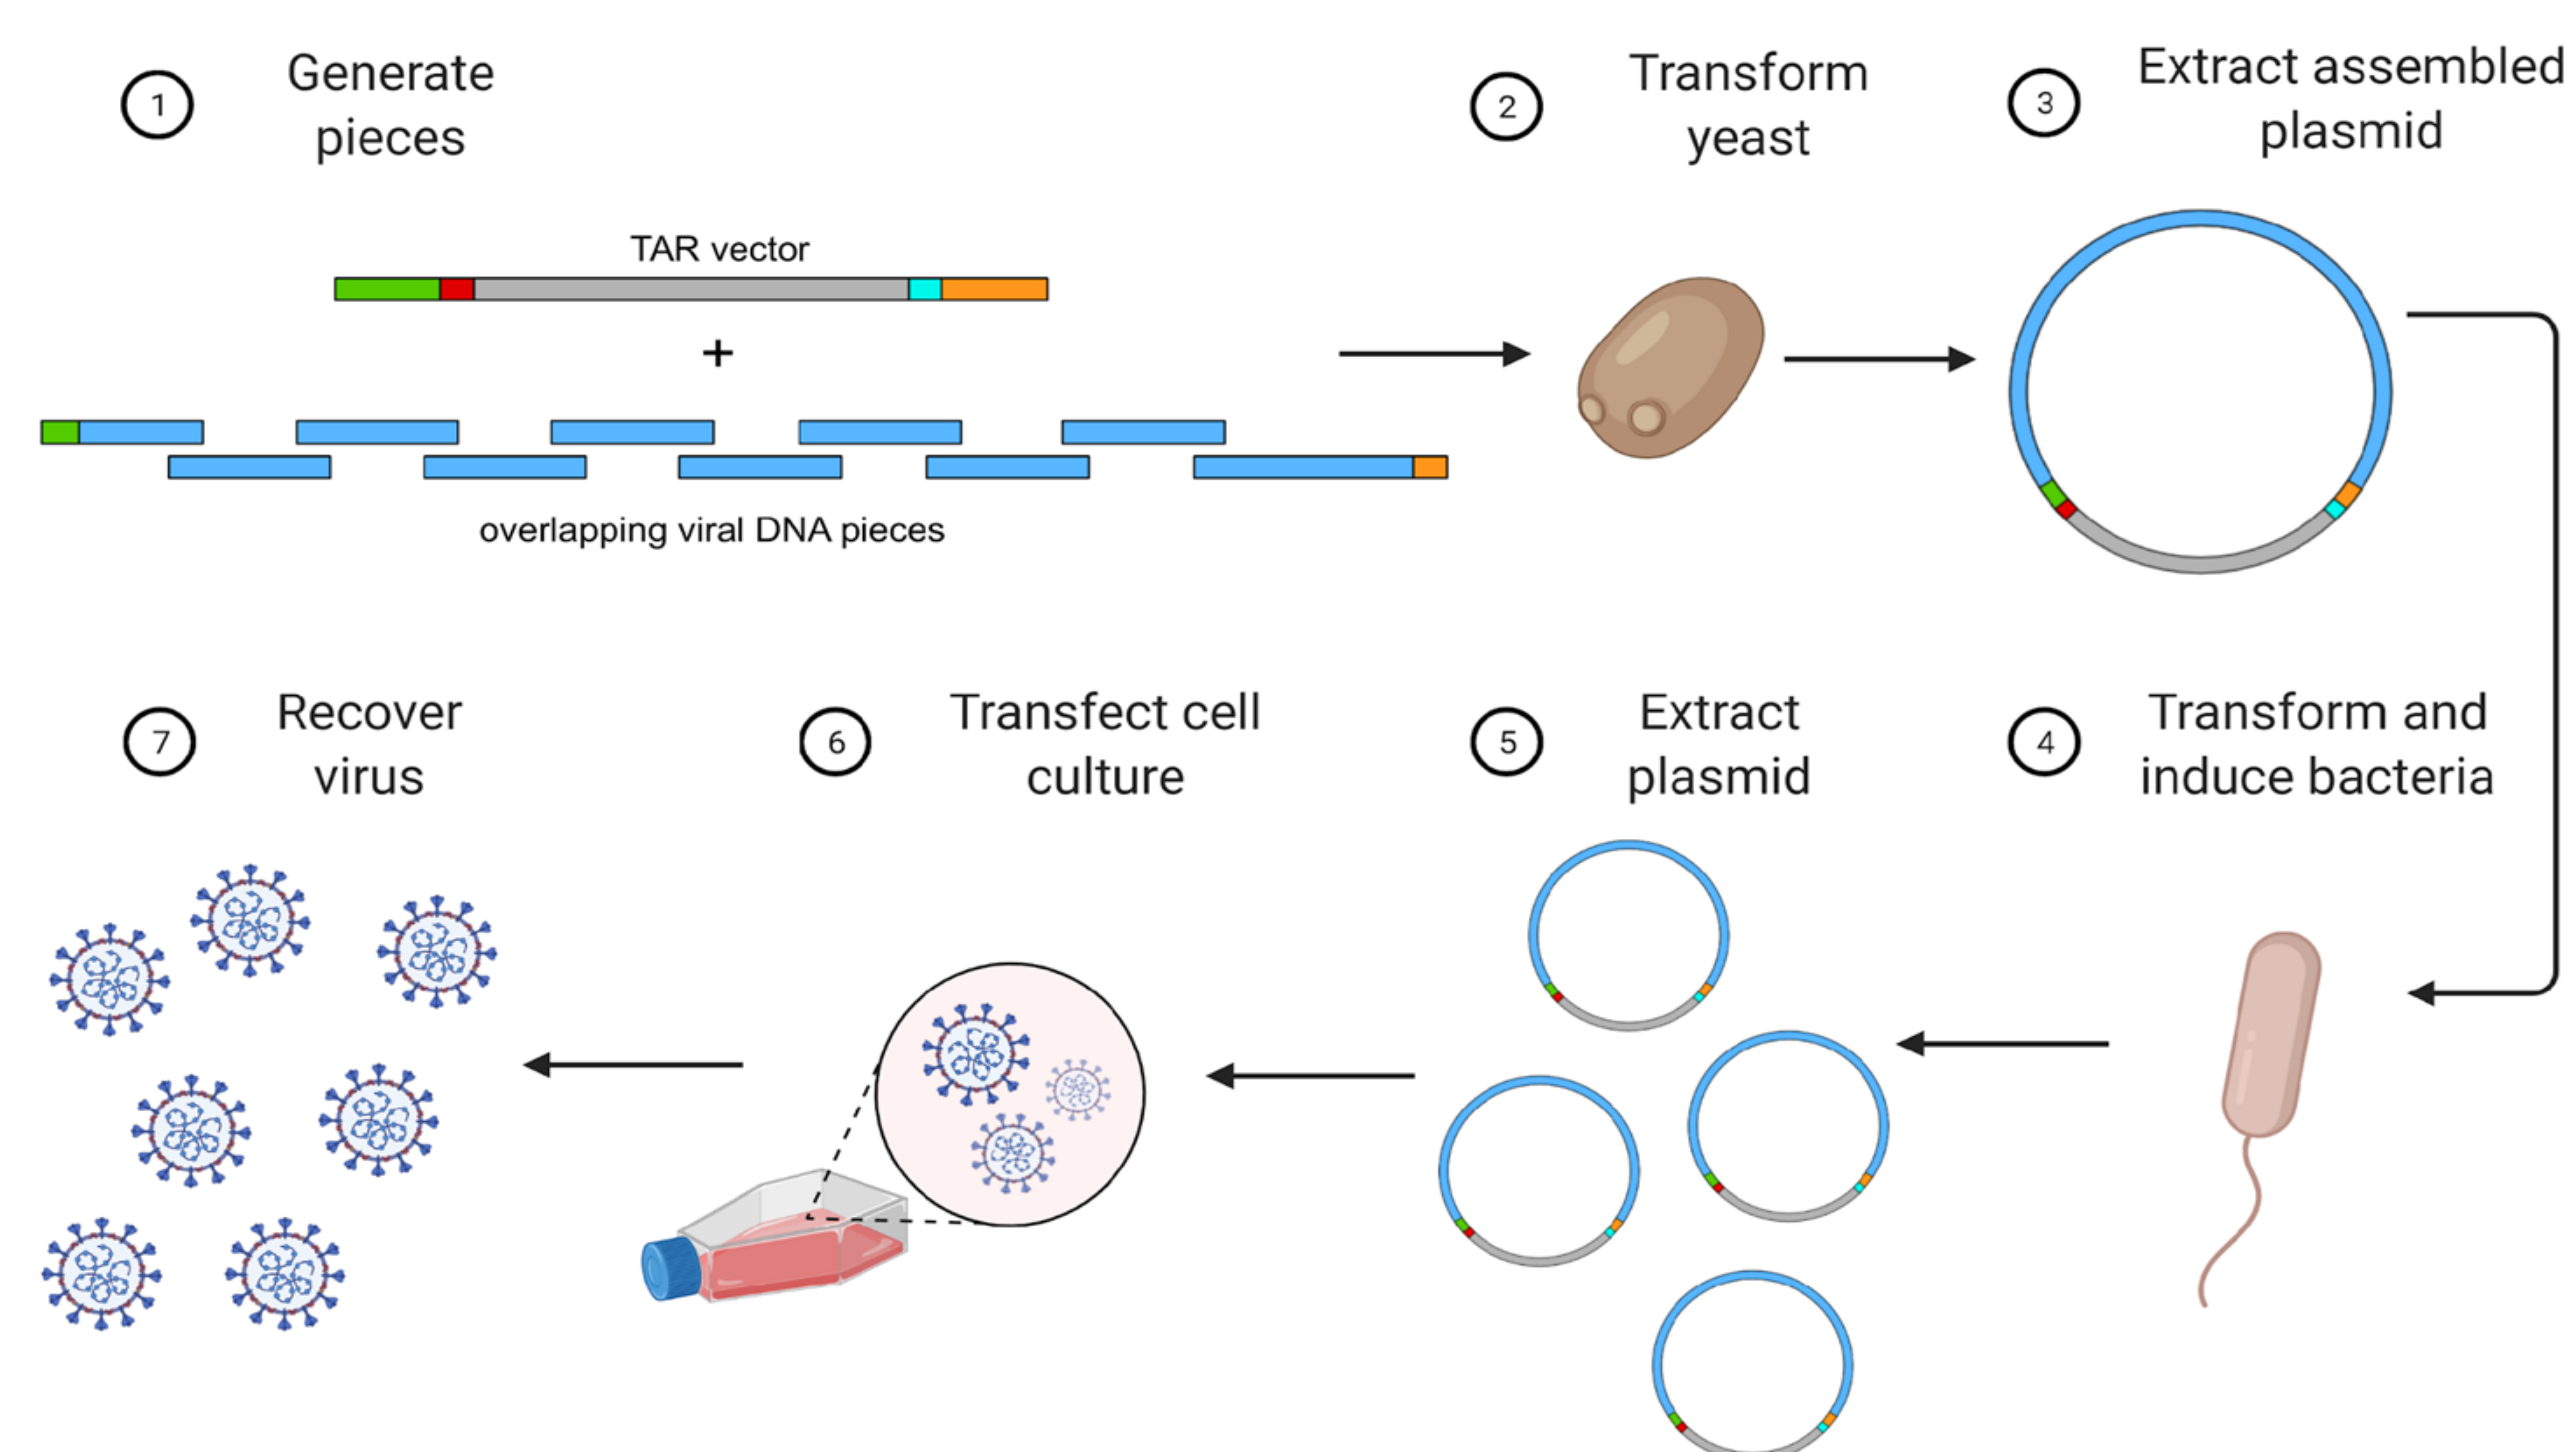 1
Generate
pieces
2
Transform
yeast
3
Extract assembled
plasmid
TAR vector
+
overlapping viral DNA pieces
7
Recover
virus
6
Transfect cell
culture
5
Extract
plasmid
4
Transform and
induce bacteria